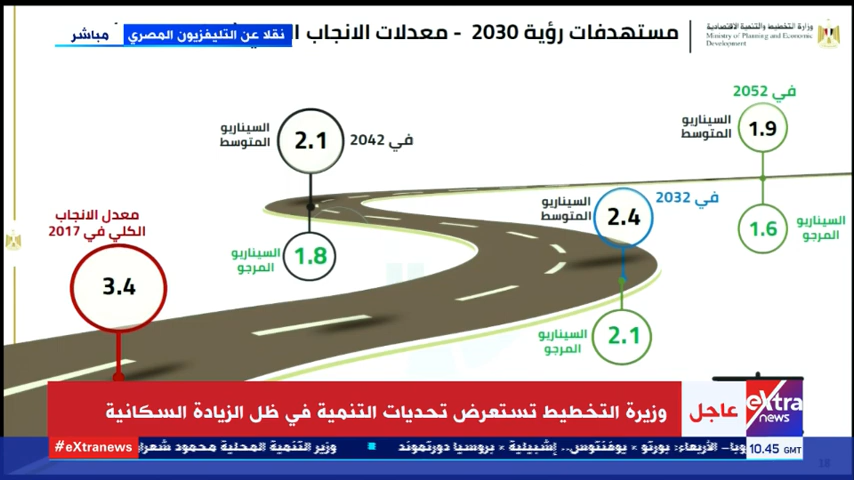 مباشر
نقلا عن التليفزيون المصري
مستهدفات رؤية 2030 - معدلات الانجاب
وزارة التخطيط والتنمية الاقتصادية
Ministry of Planning and Economic
Development
في 2052
1.9
السيناريو
المتوسط
1.6
السيناريو
المرجو
في 2042
2.1
السيناريو
المتوسط
1.8
السيناريو
المرجو
في 2032
2.4
السيناريو
المتوسط
2.1
السيناريو
المرجو
معدل الانجاب
الكلي في 2017
3.4
عاجل
وزيرة التخطيط تستعرض تحديات التنمية في ظل الزيادة السكانية
eXtra
news
#eXtranews
وبا– الأربعاء: بورتو × يوفنتوس.. إشبيلية × بروسيا دورتموند
وزير التنمية المحلية محمود شعرا
10.45 GMT
18